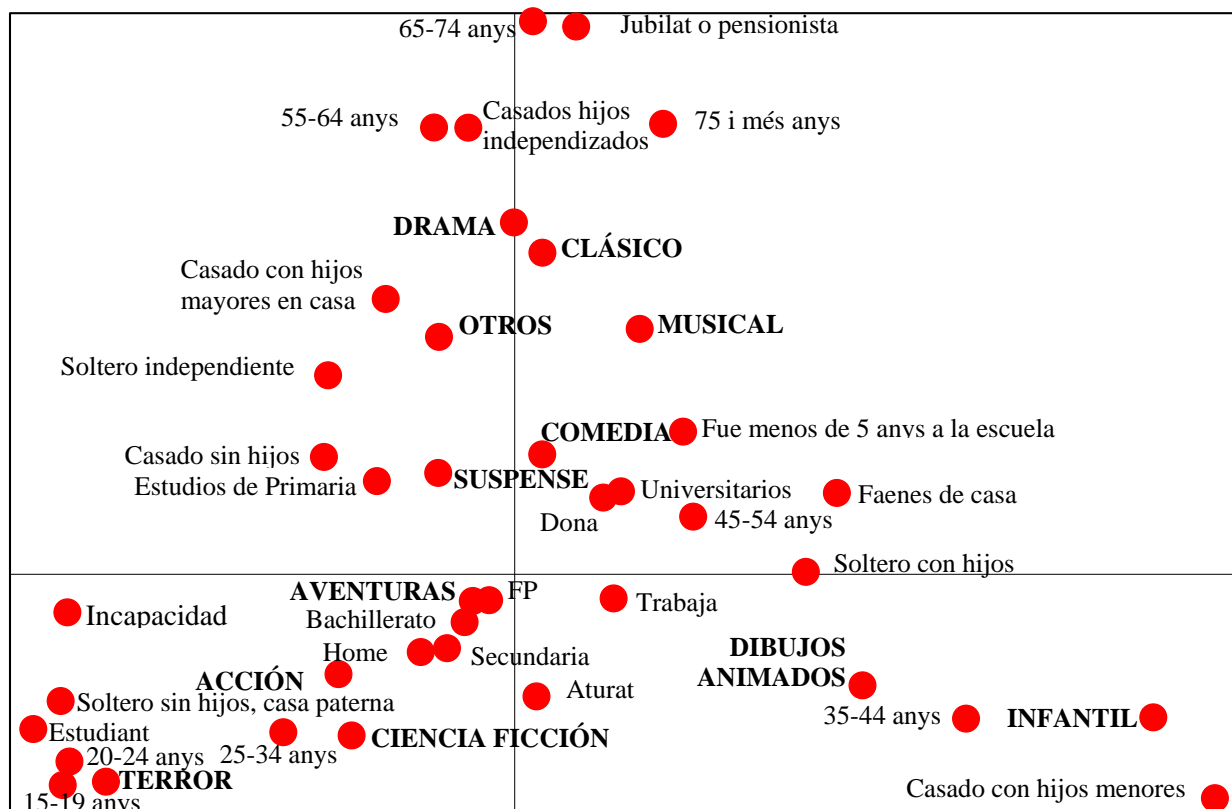 65-74 anys
Jubilat o pensionista
55-64 anys
Casados hijos
independizados
75 i més anys
DRAMA
CLÁSICO
Casado con hijos
mayores en casa
OTROS
MUSICAL
Soltero independiente
COMEDIA
Fue menos de 5 anys a la escuela
Casado sin hijos
Estudios de Primaria
SUSPENSE
Universitarios
Faenes de casa
Dona
45-54 anys
Soltero con hijos
AVENTURAS
FP
Trabaja
Incapacidad
Bachillerato
Home
Secundaria
DIBUJOS
ANIMADOS
ACCIÓN
Aturat
Soltero sin hijos, casa paterna
35-44 anys
INFANTIL
Estudiant
CIENCIA FICCIÓN
20-24 anys
25-34 anys
TERROR
Casado con hijos menores
15-19 anys